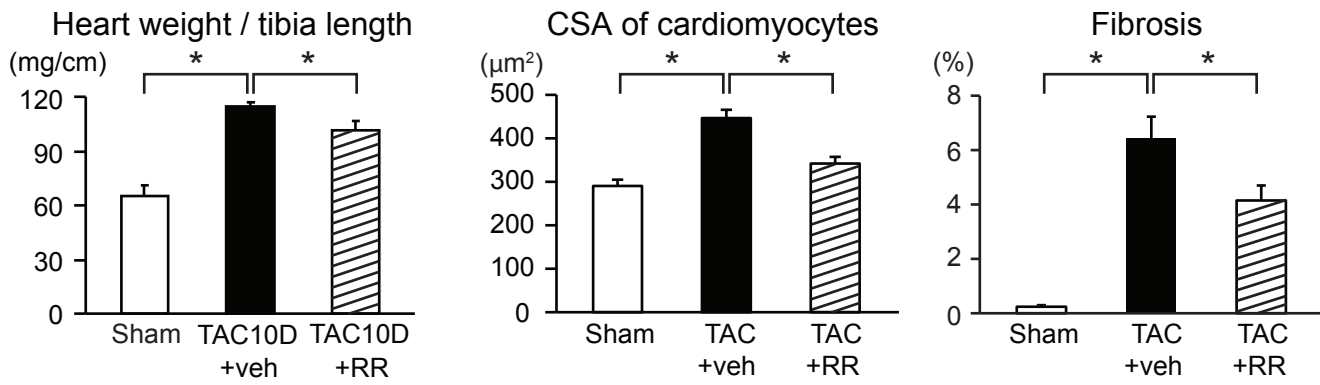 Heart weight / tibia length
(mg/cm)
* *
120
90
60
30
0
Sham TAC10D TAC10D
+veh +RR
CSA of cardiomyocytes
(µm²)
* *
500
400
300
200
100
0
Sham TAC TAC
+veh +RR
Fibrosis
(%)
* *
8
6
4
2
0
Sham TAC TAC
+veh +RR